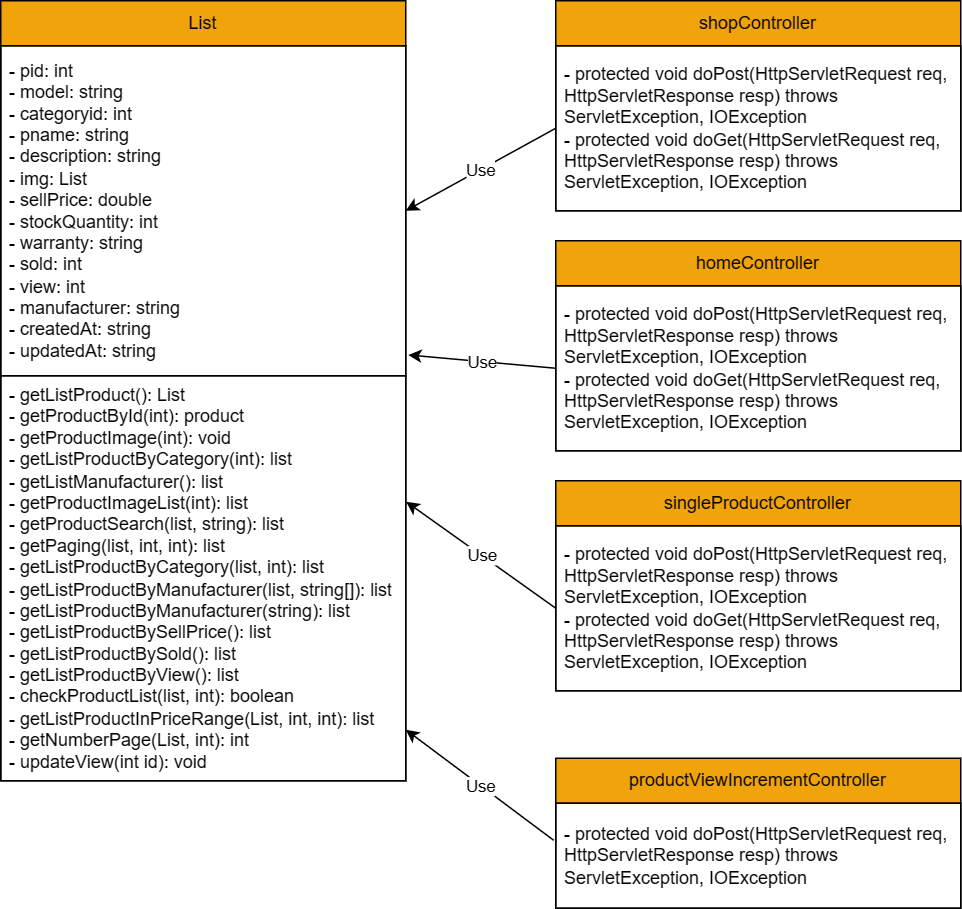 List
- pid: int
- model: string
- categoryid: int
- pname: string
- description: string
- img: List
- sellPrice: double
- stockQuantity: int
- warranty: string
- sold: int
- view: int
- manufacturer: string
- createdAt: string
- updatedAt: string
- getListProduct(): List
- getProductById(int): product
- getProductImage(int): void
- getListProductByCategory(int): list
- getListManufacturer(): list
- getProductImageList(int): list
- getProductSearch(list, string): list
- getPaging(list, int, int): list
- getListProductByCategory(list, int): list
- getListProductByManufacturer(list, string[]): list
- getListProductByManufacturer(string): list
- getListProductBySellPrice(): list
- getListProductBySold(): list
- getListProductByView(): list
- checkProductList(list, int): boolean
- getListProductInPriceRange(List, int, int): list
- getNumberPage(List, int): int
- updateView(int id): void
Use
Use
Use
Use
shopController
- protected void doPost(HttpServletRequest req,
HttpServletResponse resp) throws
ServletException, IOException
- protected void doGet(HttpServletRequest req,
HttpServletResponse resp) throws
ServletException, IOException
homeController
- protected void doPost(HttpServletRequest req,
HttpServletResponse resp) throws
ServletException, IOException
- protected void doGet(HttpServletRequest req,
HttpServletResponse resp) throws
ServletException, IOException
singleProductController
- protected void doPost(HttpServletRequest req,
HttpServletResponse resp) throws
ServletException, IOException
- protected void doGet(HttpServletRequest req,
HttpServletResponse resp) throws
ServletException, IOException
productViewIncrementController
- protected void doPost(HttpServletRequest req,
HttpServletResponse resp) throws
ServletException, IOException